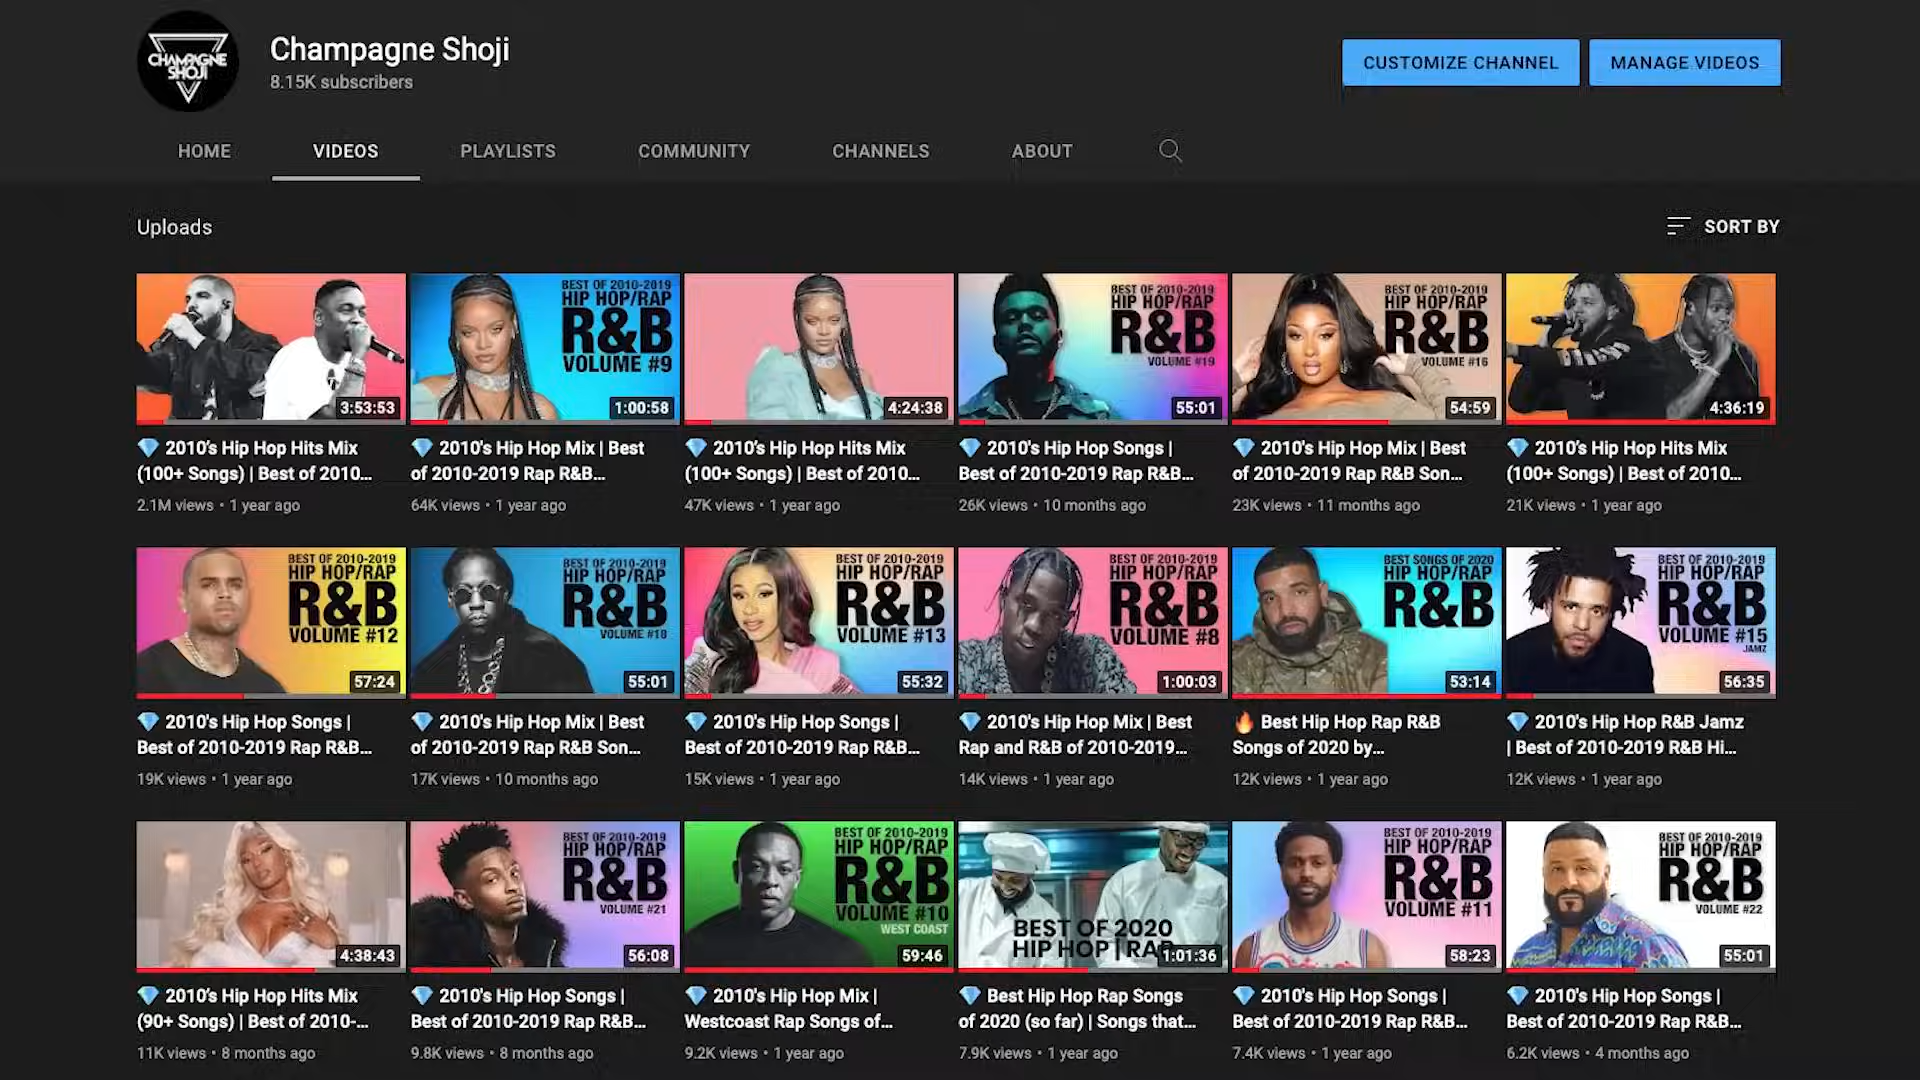 CHAMPAGNE
SHOJI
Champagne Shoji
8.15K subscribers
CUSTOMIZE CHANNEL
MANAGE VIDEOS
HOME
VIDEOS
PLAYLISTS
COMMUNITY
CHANNELS
ABOUT
Uploads
SORT BY
3:53:53
💎 2010's Hip Hop Hits Mix
(100+ Songs) | Best of 2010...
2.1M views • 1 year ago
BEST OF 2010-2019
HIP HOP/RAP
R&B
VOLUME #9
1:00:58
💎 2010's Hip Hop Mix | Best
of 2010-2019 Rap R&B...
64K views • 1 year ago
4:24:38
💎 2010's Hip Hop Hits Mix
(100+ Songs) | Best of 2010...
47K views • 1 year ago
BEST OF 2010-2019
HIP HOP/RAP
R&B
VOLUME #19
55:01
💎 2010's Hip Hop Songs |
Best of 2010-2019 Rap R&B...
26K views • 10 months ago
BEST OF 2010-2019
HIP HOP/RAP
R&B
VOLUME #16
54:59
💎 2010's Hip Hop Mix | Best
of 2010-2019 Rap R&B Son...
23K views • 11 months ago
4:36:19
💎 2010's Hip Hop Hits Mix
(100+ Songs) | Best of 2010...
21K views • 1 year ago
BEST OF 2010-2019
HIP HOP/RAP
R&B
VOLUME #12
57:24
💎 2010's Hip Hop Songs |
Best of 2010-2019 Rap R&B...
19K views • 1 year ago
BEST OF 2010-2019
HIP HOP/RAP
R&B
VOLUME #18
55:01
💎 2010's Hip Hop Mix | Best
of 2010-2019 Rap R&B Son...
17K views • 10 months ago
BEST OF 2010-2019
HIP HOP/RAP
R&B
VOLUME #13
55:32
💎 2010's Hip Hop Songs |
Best of 2010-2019 Rap R&B...
15K views • 1 year ago
BEST OF 2010-2019
HIP HOP/RAP
R&B
VOLUME #8
1:00:03
💎 2010's Hip Hop Mix | Best
Rap and R&B of 2010-2019...
14K views • 1 year ago
BEST SONGS OF 2020
HIP HOP/RAP
R&B
53:14
🔥 Best Hip Hop Rap R&B
Songs of 2020 by...
12K views • 1 year ago
BEST OF 2010-2019
HIP HOP/RAP
R&B
VOLUME #15
JAMZ
56:35
💎 2010's Hip Hop R&B Jamz
| Best of 2010-2019 R&B Hi...
12K views • 1 year ago
4:38:43
💎 2010's Hip Hop Hits Mix
(90+ Songs) | Best of 2010-...
11K views • 8 months ago
BEST OF 2010-2019
HIP HOP/RAP
R&B
VOLUME #21
56:08
💎 2010's Hip Hop Songs |
Best of 2010-2019 Rap R&B...
9.8K views • 8 months ago
BEST OF 2010-2019
HIP HOP/RAP
R&B
VOLUME #10
WEST COAST
59:46
💎 2010's Hip Hop Mix |
Westcoast Rap Songs of...
9.2K views • 1 year ago
BEST OF 2020
HIP HOP | RAP
1:01:36
💎 Best Hip Hop Rap Songs
of 2020 (so far) | Songs that...
7.9K views • 1 year ago
BEST OF 2010-2019
HIP HOP/RAP
R&B
VOLUME #11
58:23
💎 2010's Hip Hop Songs |
Best of 2010-2019 Rap R&B...
7.4K views • 1 year ago
BEST OF 2010-2019
HIP HOP/RAP
R&B
VOLUME #22
55:01
💎 2010's Hip Hop Songs |
Best of 2010-2019 Rap R&B...
6.2K views • 4 months ago